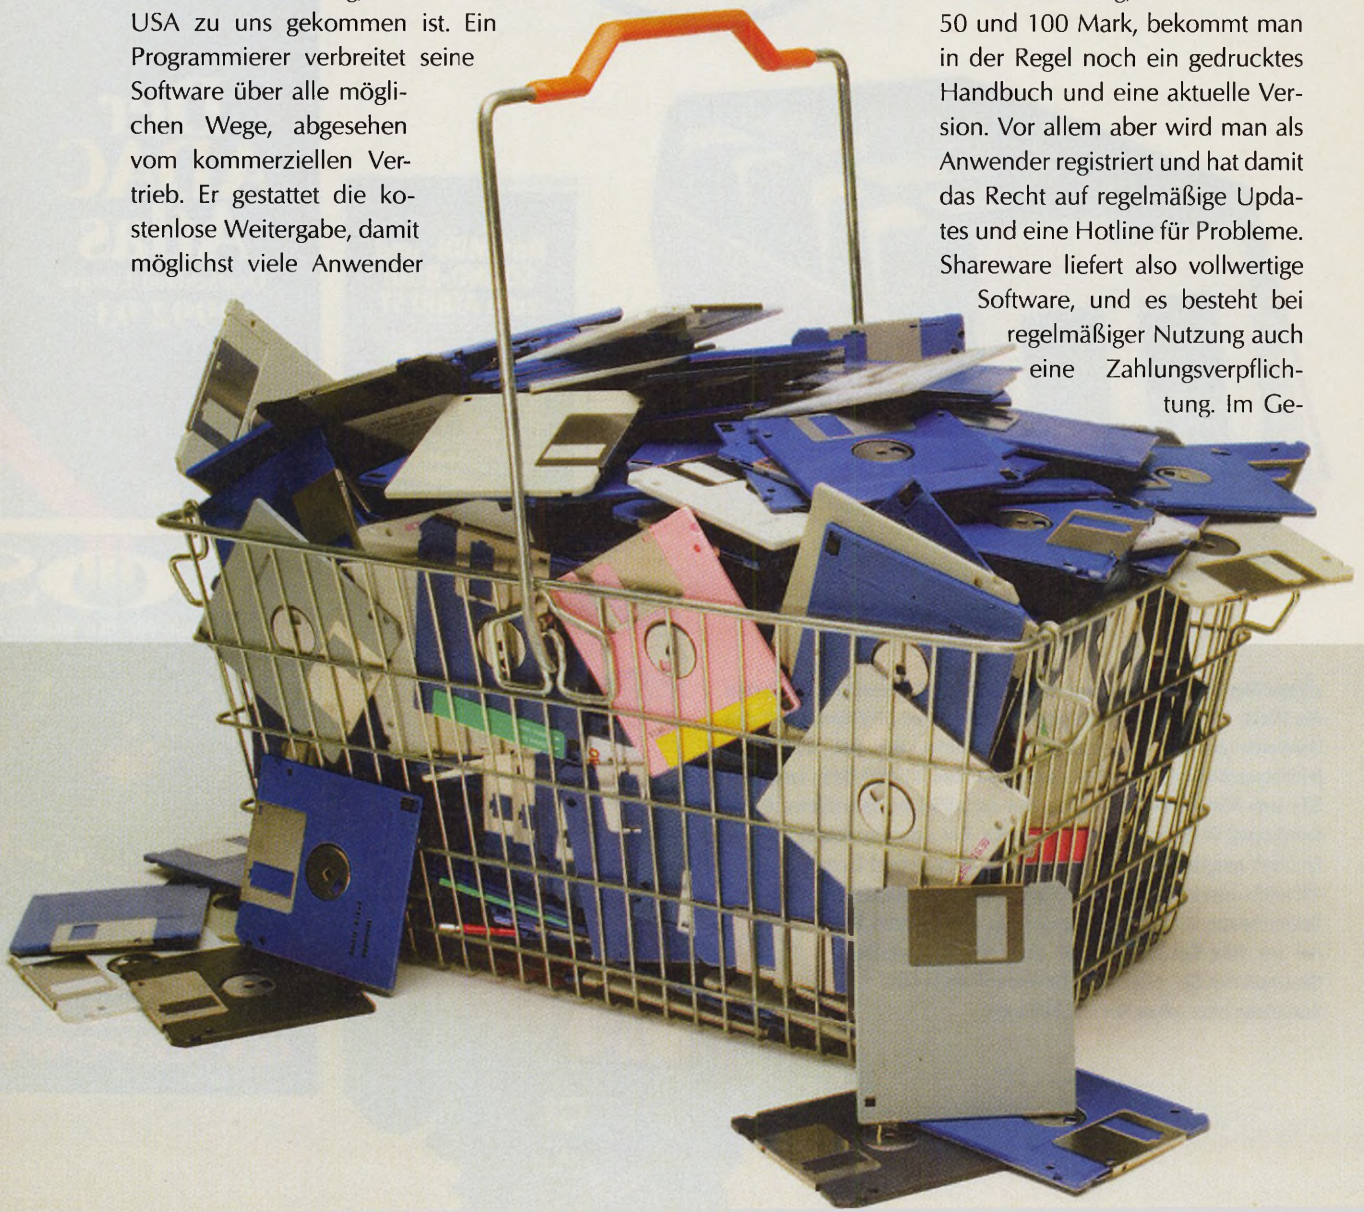 USA zu uns gekommen ist. Ein
Programmierer verbreitet seine
Software über alle mögli-
chen Wege, abgesehen
vom kommerziellen Ver-
trieb. Er gestattet die ko-
stenlose Weitergabe, damit
möglichst viele Anwender
50 und 100 Mark, bekommt man
in der Regel noch ein gedrucktes
Handbuch und eine aktuelle Ver-
sion. Vor allem aber wird man als
Anwender registriert und hat damit
das Recht auf regelmäßige Upda-
tes und eine Hotline für Probleme.
Shareware liefert also vollwertige
Software, und es besteht bei
regelmäßiger Nutzung auch
eine Zahlungsverpflich-
tung. Im Ge-